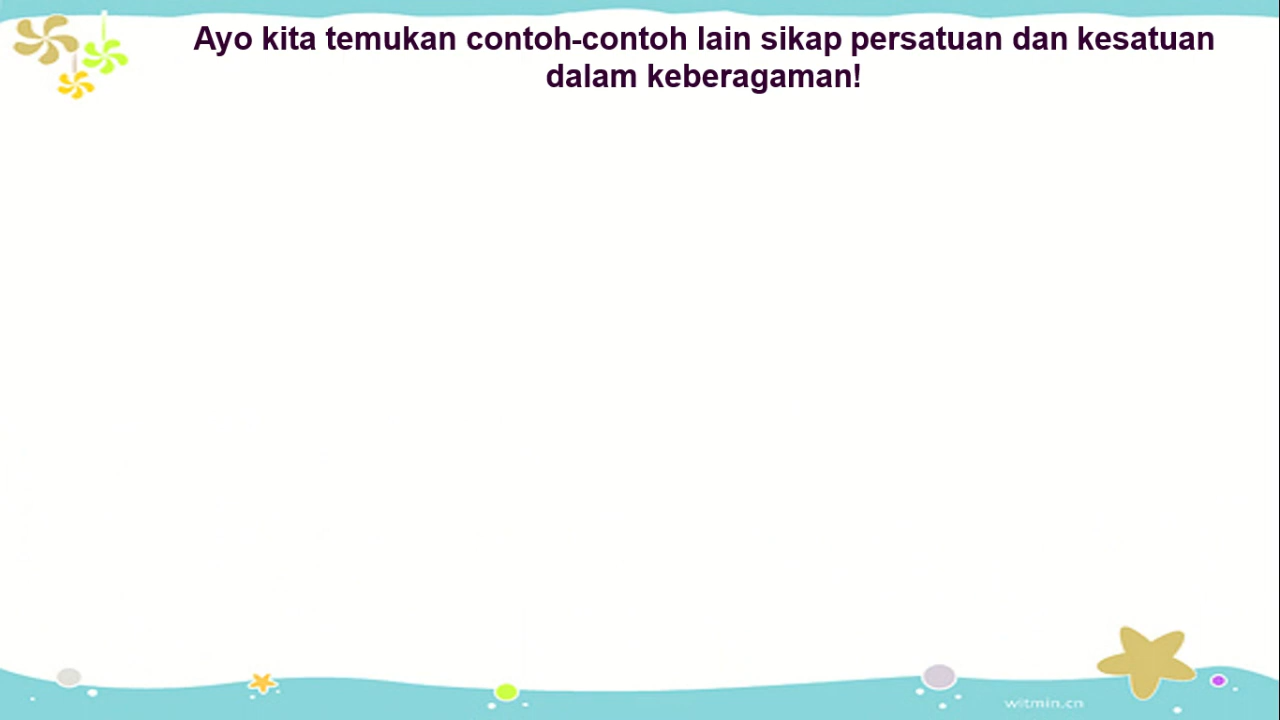 Ayo kita temukan contoh-contoh lain sikap persatuan dan kesatuan
dalam keberagaman!
witmin.cn